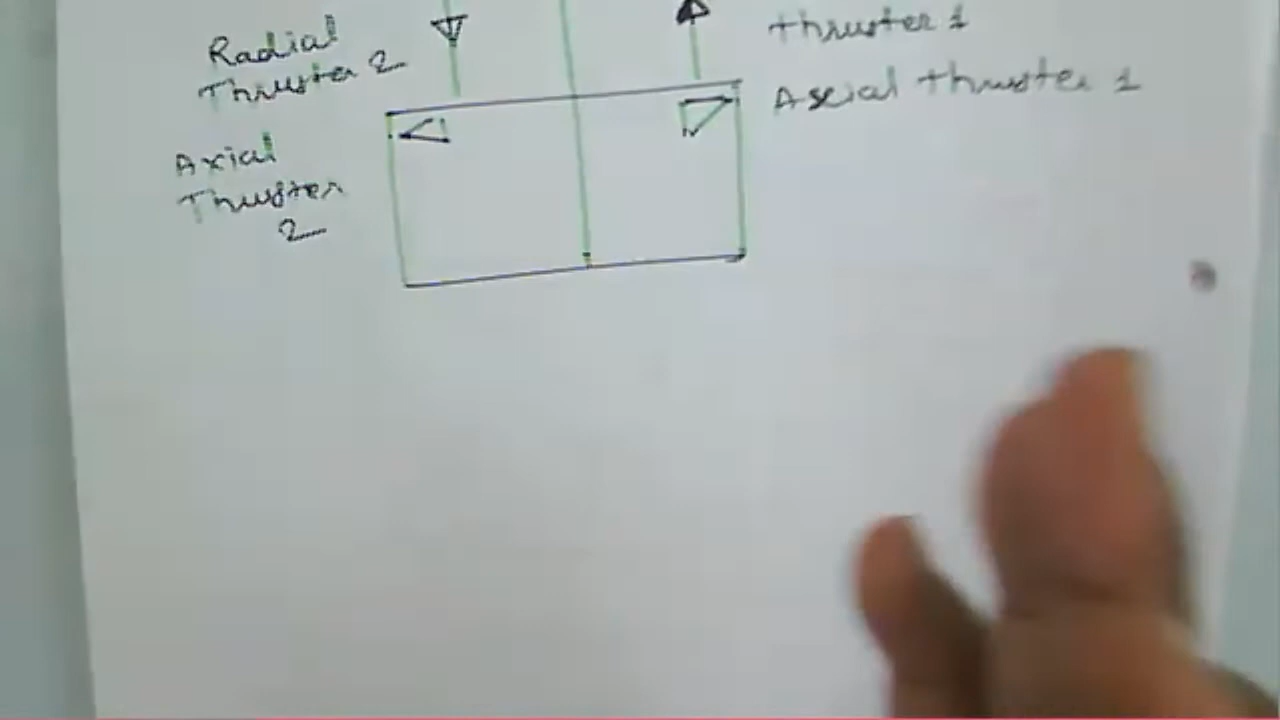 Radial
Thruster 2
Axial
Thruster
2
thruster 1
Axial thruster 1